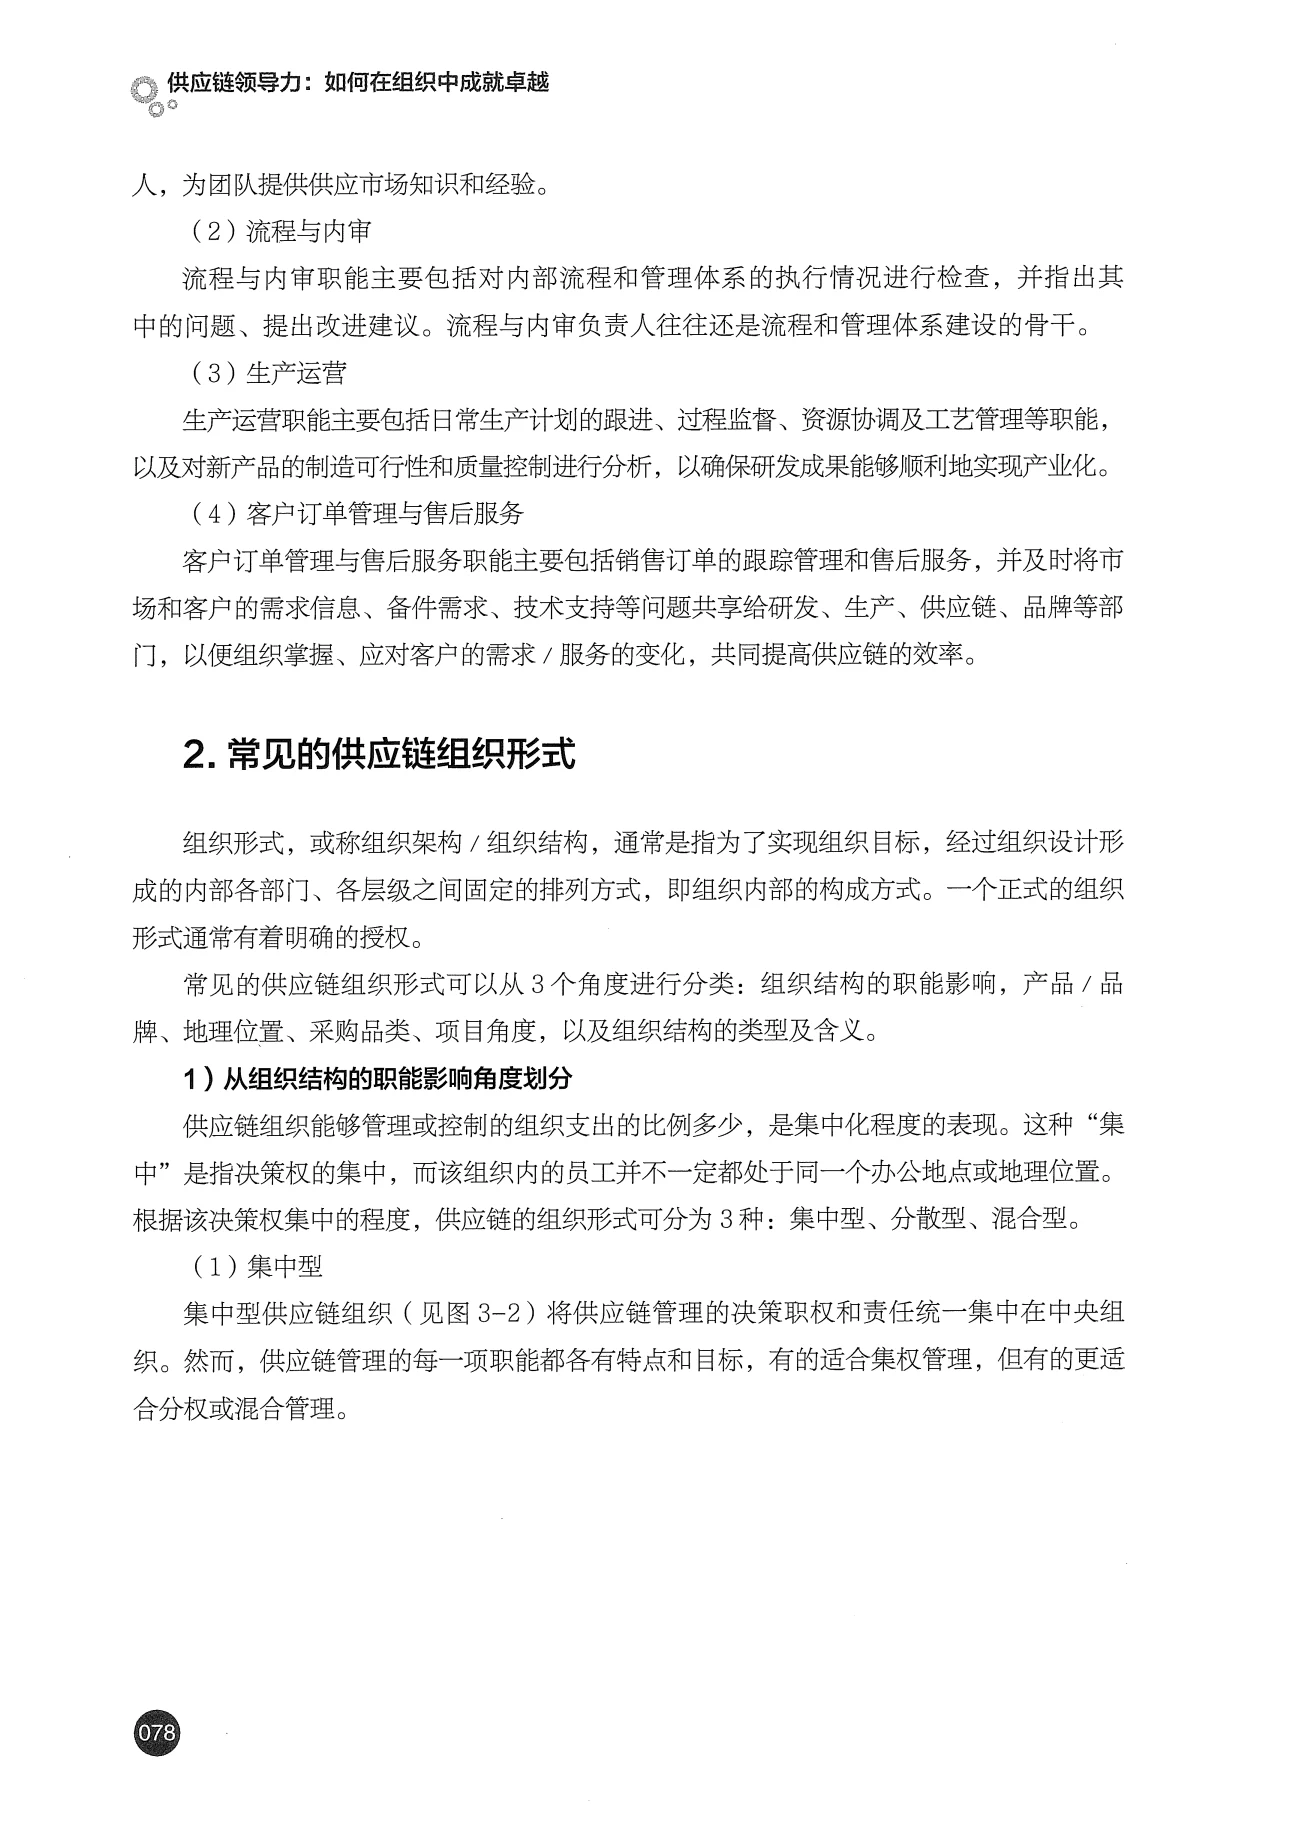 供应链领导力：如何在组织中成就卓越
人，为团队提供供应市场知识和经验。
（2）流程与内审
流程与内审职能主要包括对内部流程和管理体系的执行情况进行检查，并指出其
中的问题、提出改进建议。流程与内审负责人往往还是流程和管理体系建设的骨干。
（3）生产运营
生产运营职能主要包括日常生产计划的跟进、过程监督、资源协调及工艺管理等职能，
以及对新产品的制造可行性和质量控制进行分析，以确保研发成果能够顺利地实现产业化。
（4）客户订单管理与售后服务
客户订单管理与售后服务职能主要包括销售订单的跟踪管理和售后服务，并及时将市
场和客户的需求信息、备件需求、技术支持等问题共享给研发、生产、供应链、品牌等部
门，以便组织掌握、应对客户的需求/服务的变化，共同提高供应链的效率。
2. 常见的供应链组织形式
组织形式，或称组织架构/组织结构，通常是指为了实现组织目标，经过组织设计形
成的内部各部门、各层级之间固定的排列方式，即组织内部的构成方式。一个正式的组织
形式通常有着明确的授权。
常见的供应链组织形式可以从3个角度进行分类：组织结构的职能影响，产品/品
牌、地理位置、采购品类、项目角度，以及组织结构的类型及含义。
1）从组织结构的职能影响角度划分
供应链组织能够管理或控制的组织支出的比例多少，是集中化程度的表现。这种“集
中”是指决策权的集中，而该组织内的员工并不一定都处于同一个办公地点或地理位置。
根据该决策权集中的程度，供应链的组织形式可分为3种：集中型、分散型、混合型。
（1）集中型
集中型供应链组织（见图3-2）将供应链管理的决策职权和责任统一集中在中央组
织。然而，供应链管理的每一项职能都各有特点和目标，有的适合集权管理，但有的更适
合分权或混合管理。
078